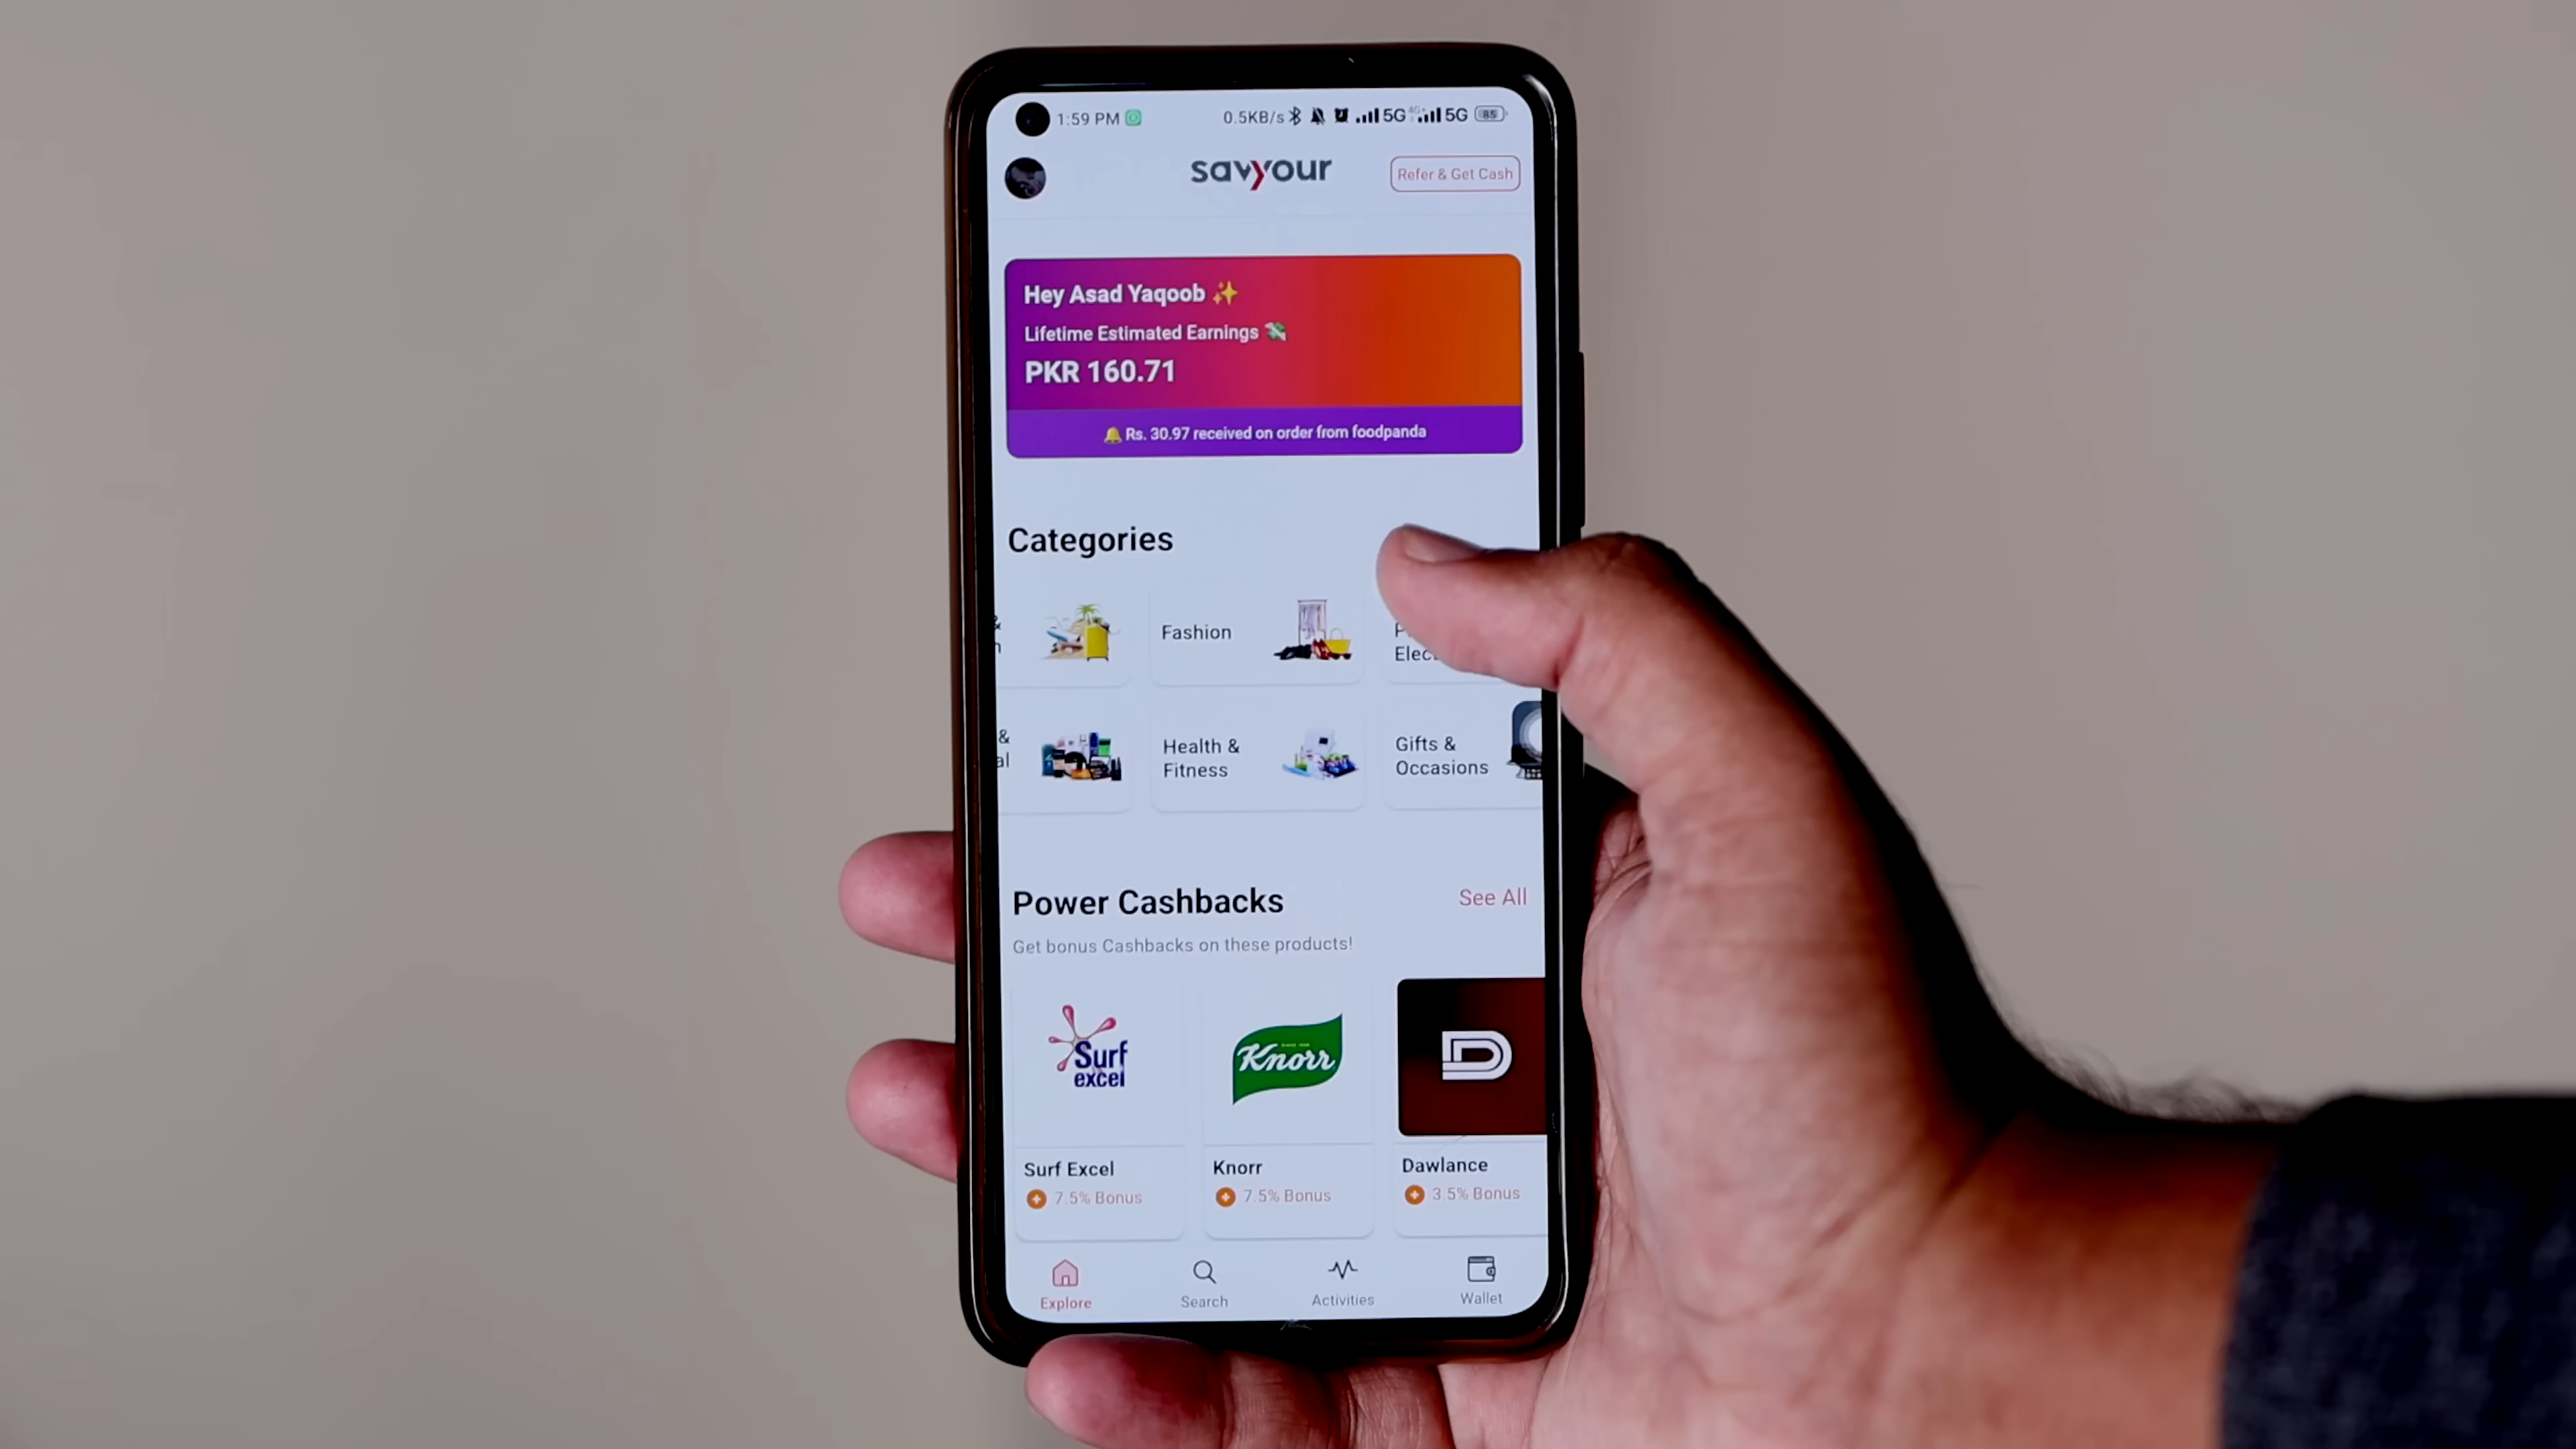 1:59 PM 0.5KB/s 5G 4G 5G 85
savyour
Refer & Get Cash
Hey Asad Yaqoob ✨
Lifetime Estimated Earnings 💸
PKR 160.71
🔔 Rs. 30.97 received on order from foodpanda
Categories
&
Fashion
&
al
Health &
Fitness
Gifts &
Occasions
Power Cashbacks
See All
Get bonus Cashbacks on these products!
Surf
excel
Knorr
D
Surf Excel
7.5% Bonus
Knorr
7.5% Bonus
Dawlance
3.5% Bonus
Explore
Search
Activities
Wallet